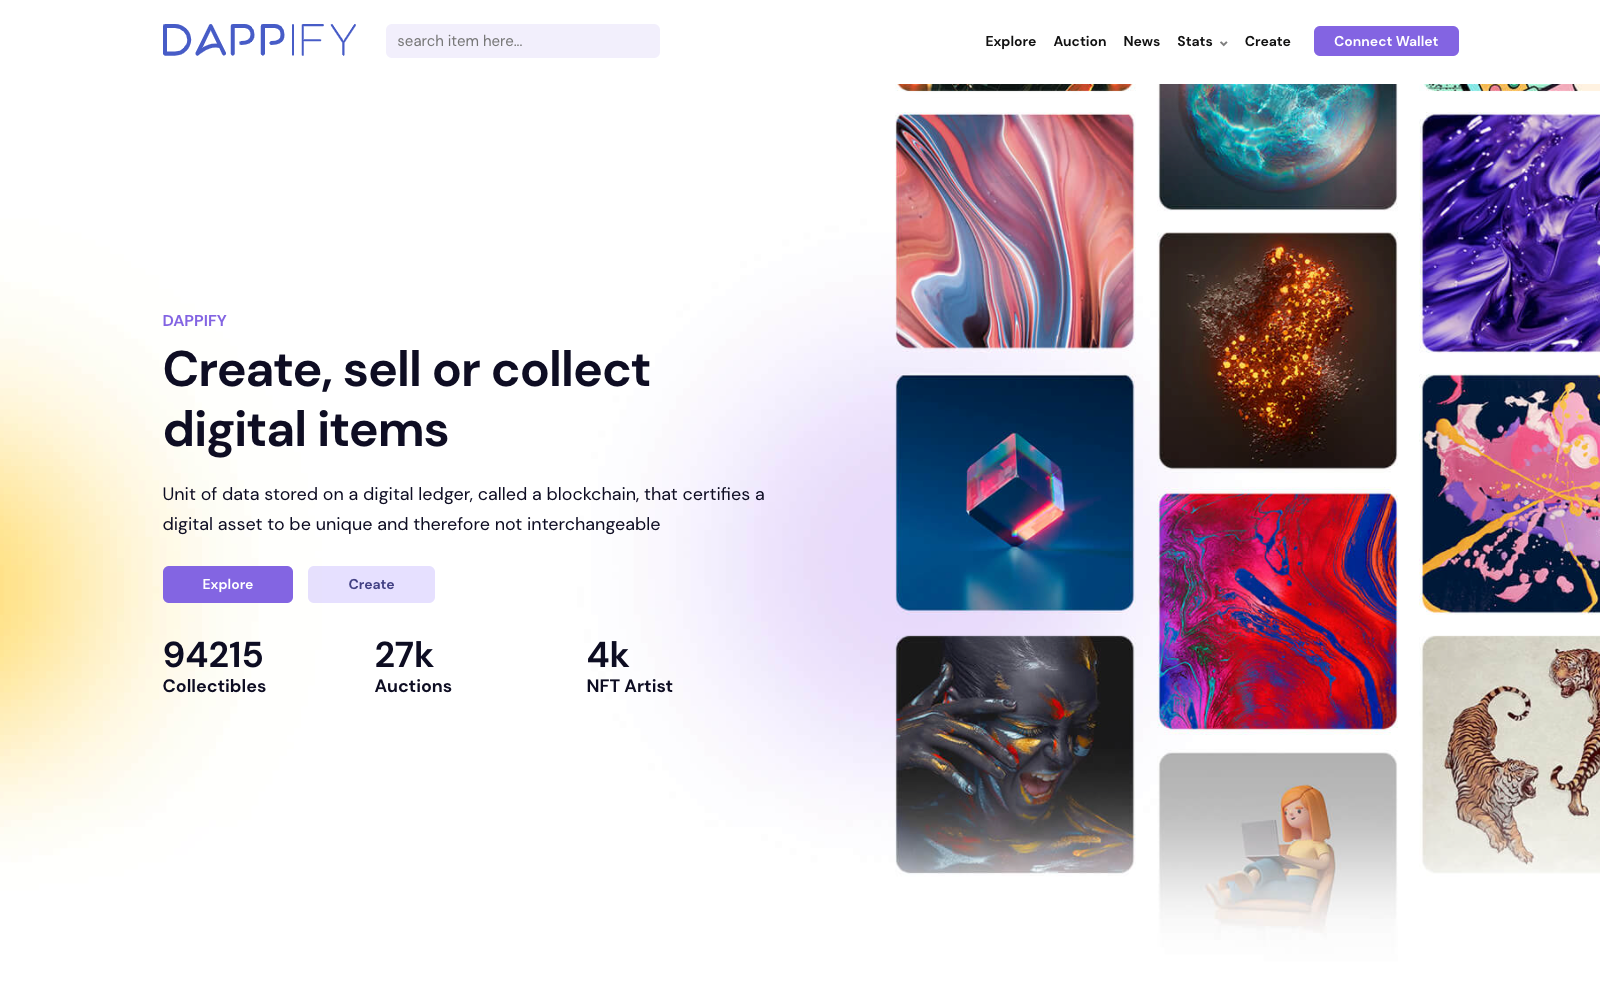 DAPPIFY
search item here...
Explore
Auction
News
Stats
Create
Connect Wallet
DAPPIFY
Create, sell or collect
digital items
Unit of data stored on a digital ledger, called a blockchain, that certifies a
digital asset to be unique and therefore not interchangeable
Explore
Create
94215
27k
4k
Collectibles
Auctions
NFT Artist